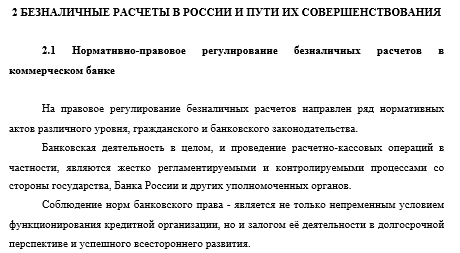 2 БЕЗНАЛИЧНЫЕ РАСЧЕТЫ В РОССИИ И ПУТИ ИХ СОВЕРШЕНСТВОВАНИЯ
2.1 Нормативно-правовое регулирование безналичных расчетов в
коммерческом банке
На правовое регулирование безналичных расчетов направлен ряд нормативных
актов различного уровня, гражданского и банковского законодательства.
Банковская деятельность в целом, и проведение расчетно-кассовых операций в
частности, являются жестко регламентируемыми и контролируемыми процессами со
стороны государства, Банка России и других уполномоченных органов.
Соблюдение норм банковского права - является не только непременным условием
функционирования кредитной организации, но и залогом её деятельности в долгосрочной
перспективе и успешного всестороннего развития.